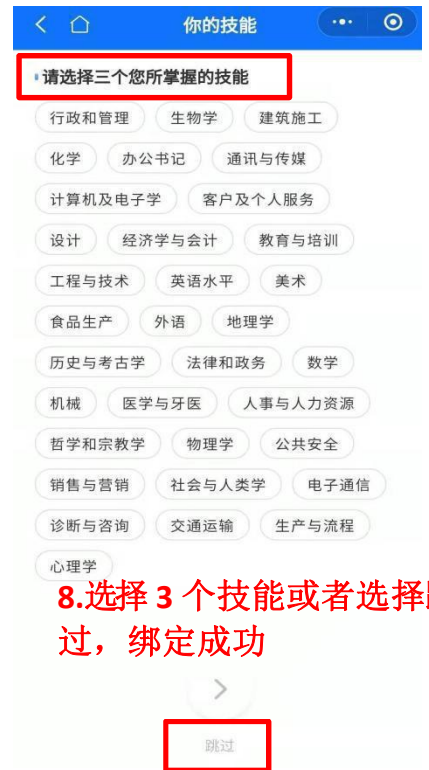 你的技能
请选择三个您所掌握的技能
行政和管理 生物学 建筑施工
化学 办公书记 通讯与传媒
计算机及电子学 客户及个人服务
设计 经济学与会计 教育与培训
工程与技术 英语水平 美术
食品生产 外语 地理学
历史与考古学 法律和政务 数学
机械 医学与牙医 人事与人力资源
哲学和宗教学 物理学 公共安全
销售与营销 社会与人类学 电子通信
诊断与咨询 交通运输 生产与流程
心理学
8.选择 3 个技能或者选择
过，绑定成功
跳过